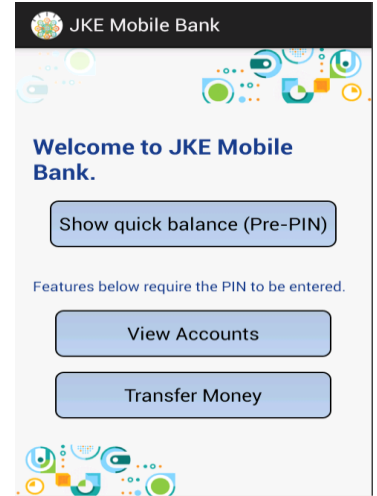 JKE Mobile Bank
Welcome to JKE Mobile
Bank.
Show quick balance (Pre-PIN)
Features below require the PIN to be entered.
View Accounts
Transfer Money